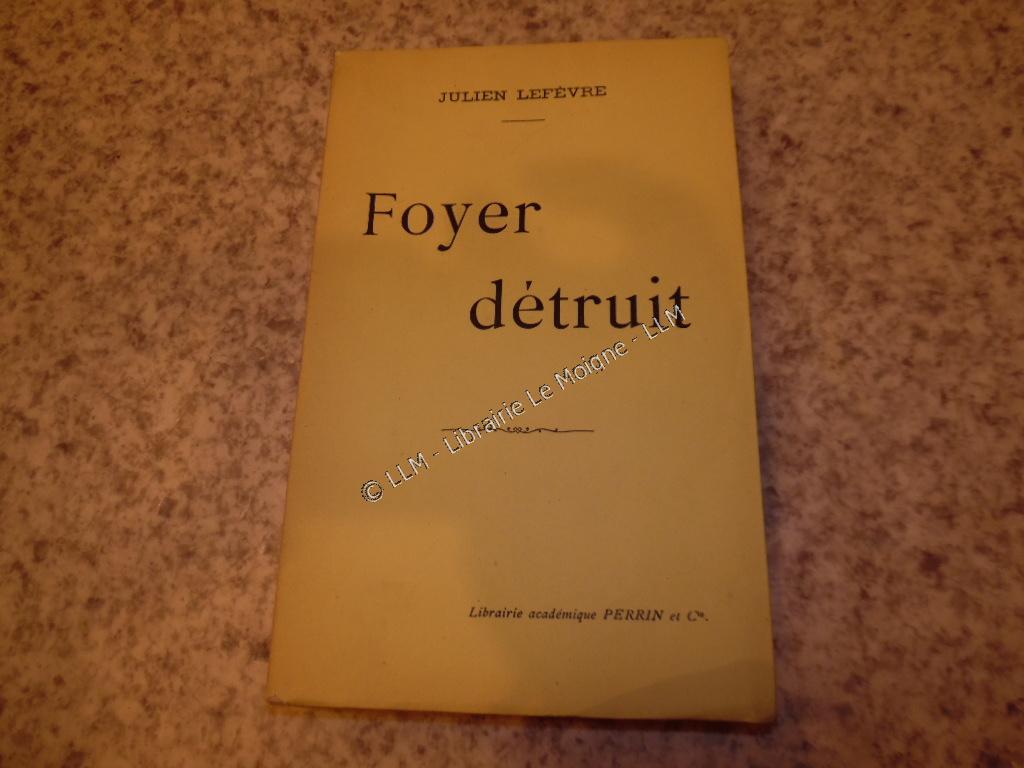 JULIEN LEFÈVRE
Foyer
détruit
© LLM - Librairie Le Moigne - LLM
Librairie académique PERRIN et Cie.